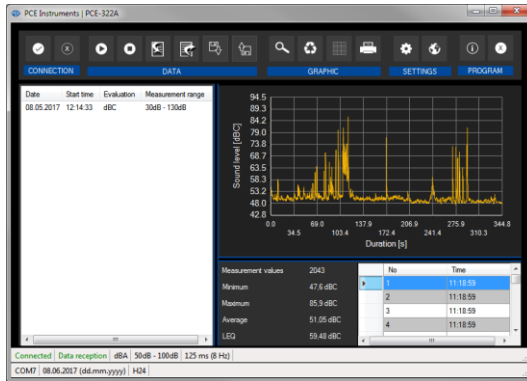 PCE Instruments | PCE-322A
CONNECTION DATA GRAPHIC SETTINGS PROGRAM
Date Start time Evaluation Measurement range
08.05.2017 12:14:33 dBC 30dB - 130dB
Sound level [dBC]
94.5
89.3
84.2
79.0
73.8
68.7
63.5
58.3
53.2
48.0
42.8
0.0 69.0 137.9 206.9 275.9 344.8
34.5 103.4 172.4 241.4 310.3
Duration [s]
Measurement values 2043
Minimum 47,6 dBC
Maximum 85,9 dBC
Average 51,05 dBC
LEQ 59,48 dBC
No Time
1 11:18:59
2 11:18:59
3 11:18:59
4 11:18:59
Connected Data reception dBA 50dB - 100dB 125 ms (8 Hz)
COM7 08.06.2017 (dd.mm.yyyy) H24